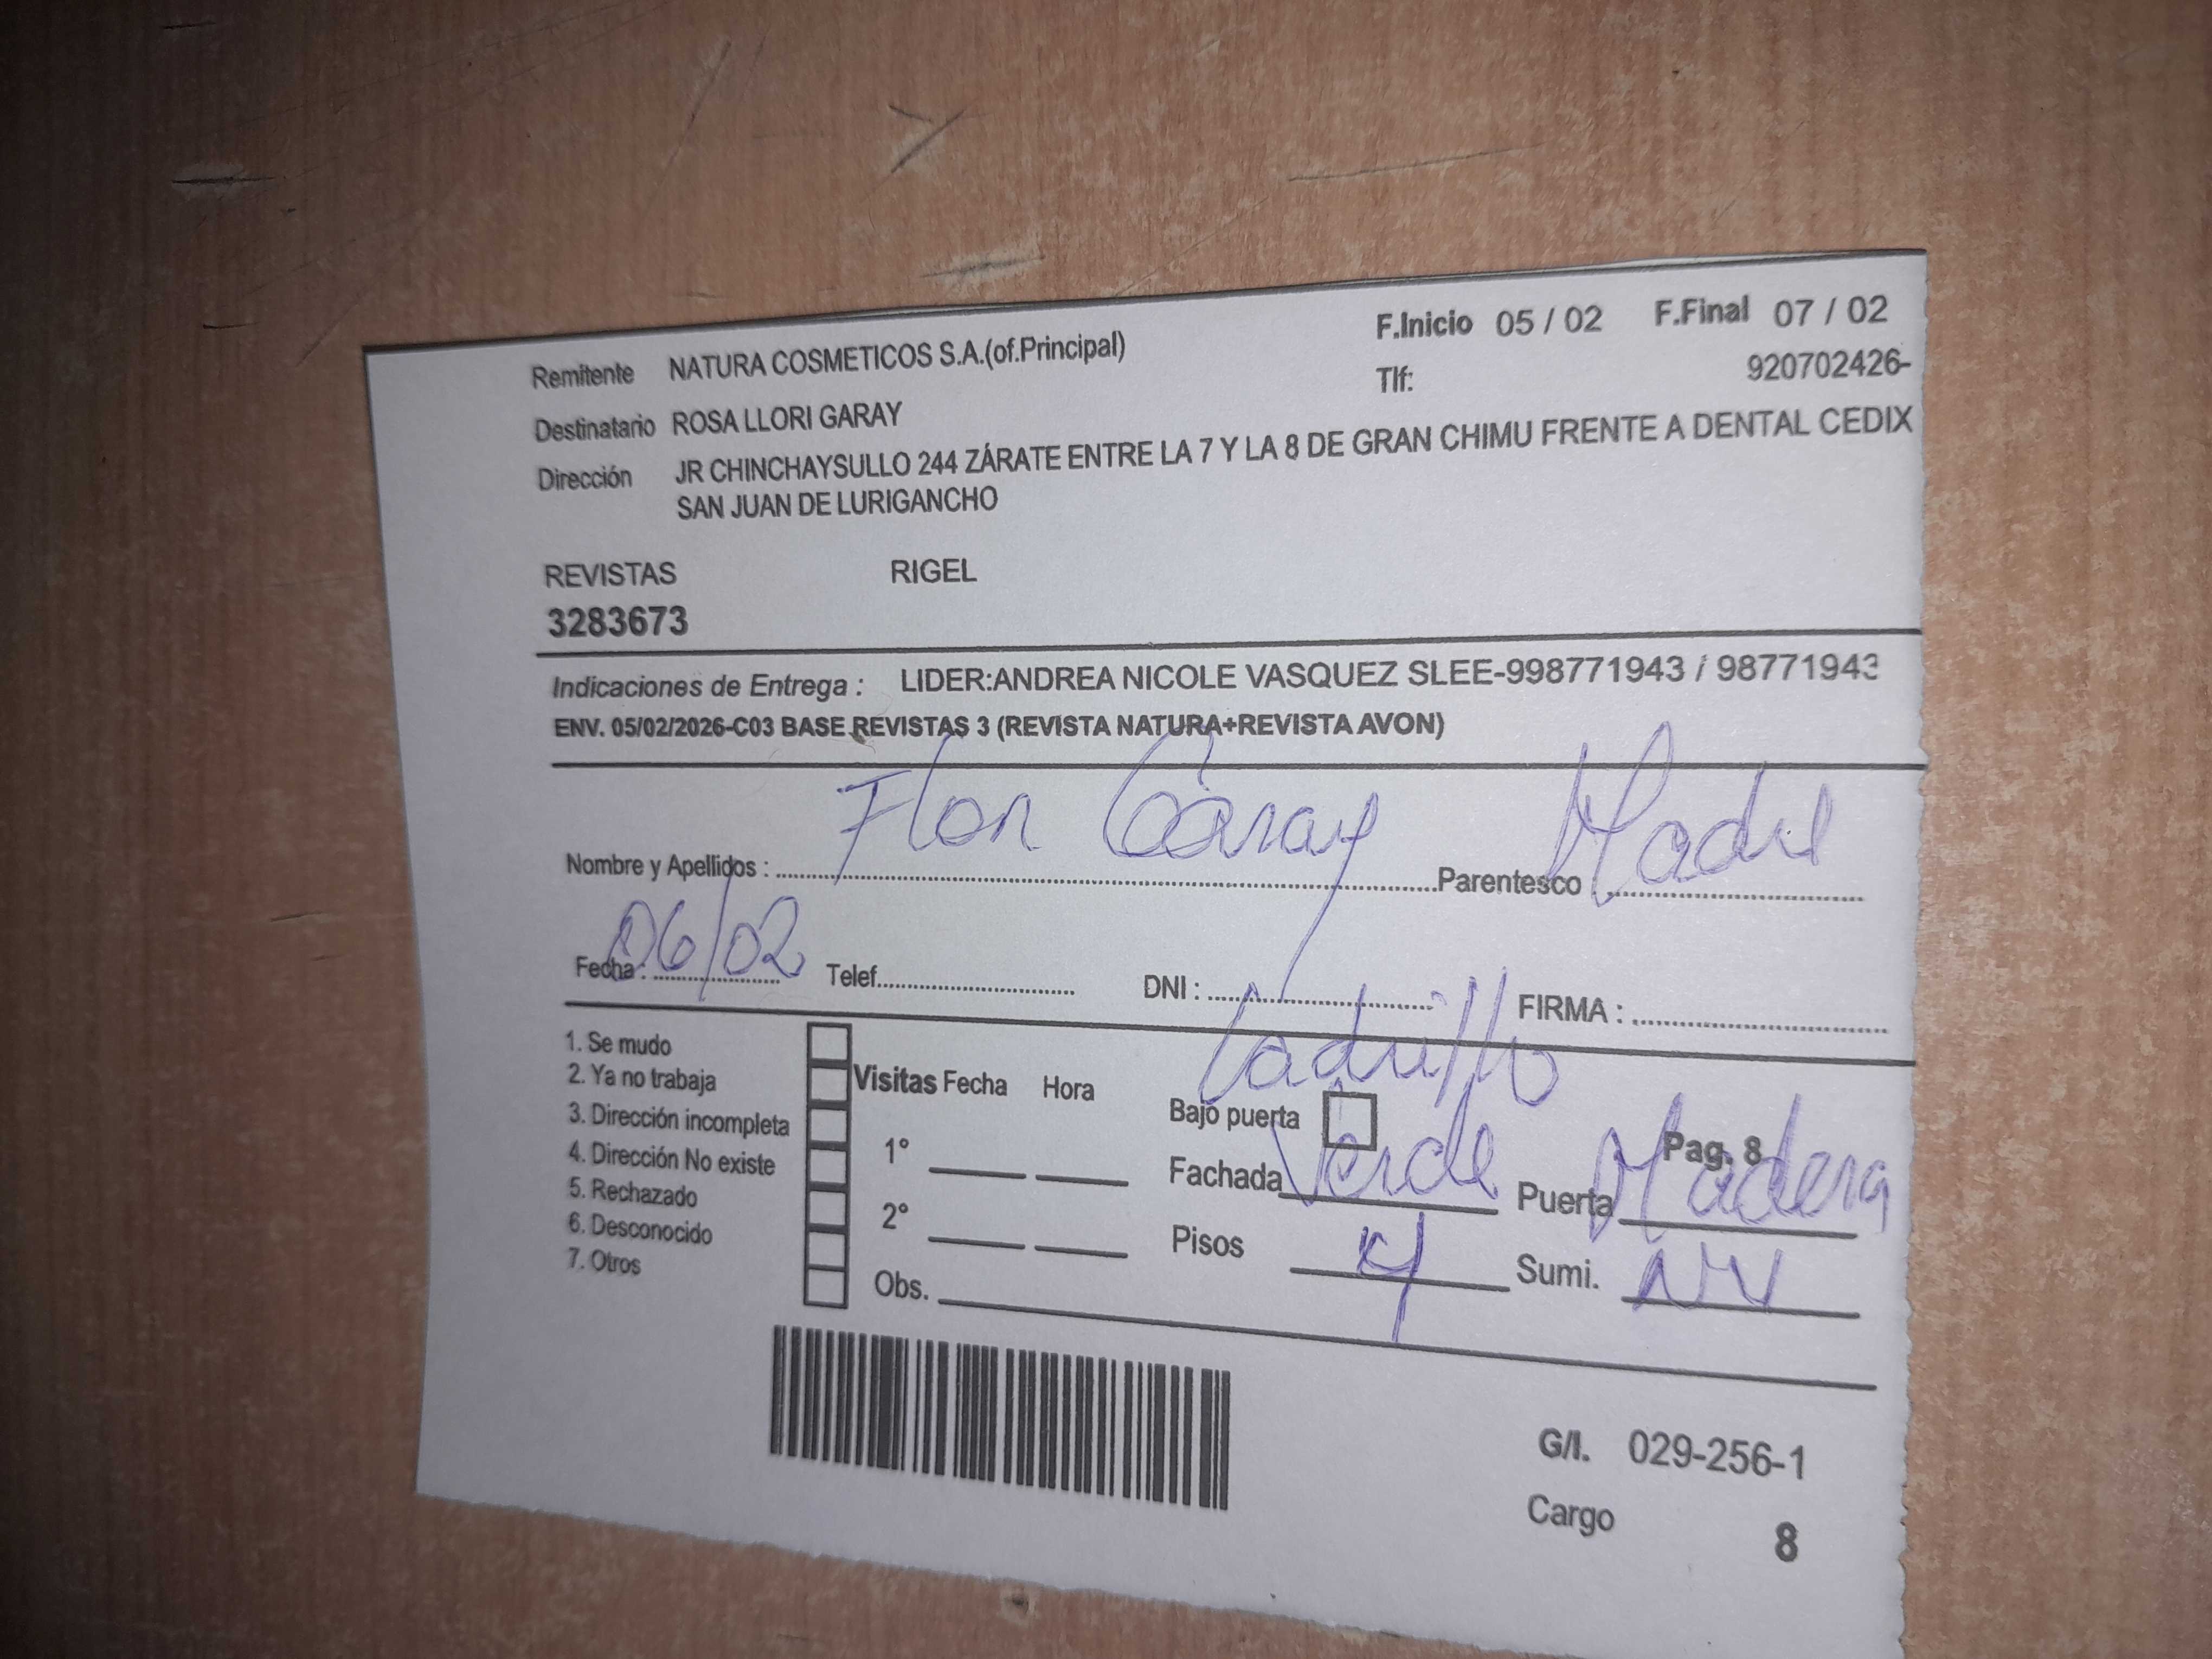 Remitente NATURA COSMETICOS S.A.(of.Principal) F.Inicio 05 / 02 F.Final 07 / 02
Tlf: 920702426-
Destinatario ROSA LLORI GARAY
Dirección JR CHINCHAYSULLO 244 ZÁRATE ENTRE LA 7 Y LA 8 DE GRAN CHIMU FRENTE A DENTAL CEDIX
SAN JUAN DE LURIGANCHO
REVISTAS RIGEL
3283673
Indicaciones de Entrega : LIDER:ANDREA NICOLE VASQUEZ SLEE-998771943 / 98771943
ENV. 05/02/2026-C03 BASE REVISTAS 3 (REVISTA NATURA+REVISTA AVON)
Nombre y Apellidos : Flor Garay Parentesco : Madre
Fecha : 06/02 Telef. DNI : FIRMA :
1. Se mudo
2. Ya no trabaja
3. Dirección incompleta
4. Dirección No existe
5. Rechazado
6. Desconocido
7. Otros
Visitas Fecha Hora
1°
2°
Obs.
Ladrillo
Bajo puerta
Pag. 8
Fachada Verde Puerta Madera
Pisos 4 Sumi.
G/I. 029-256-1
Cargo 8